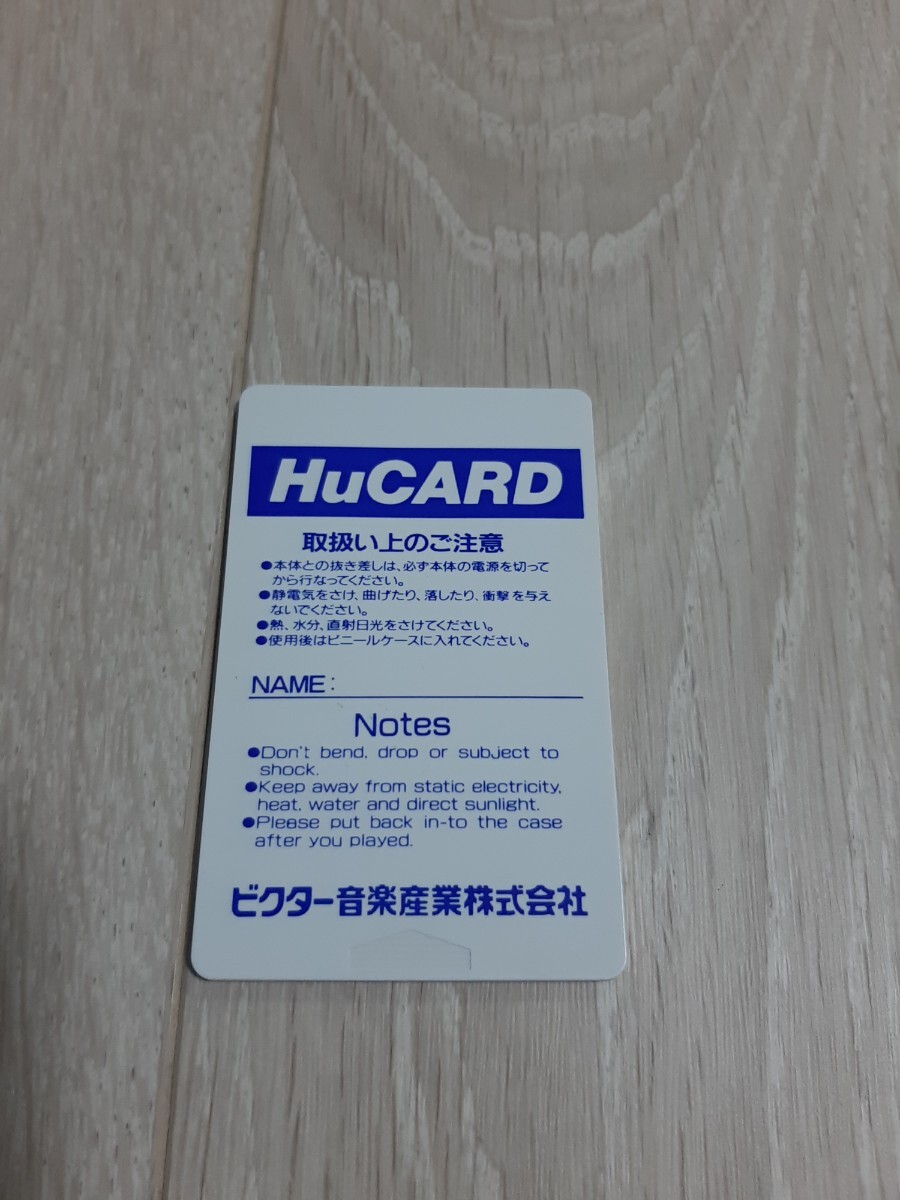 HuCARD
取扱い上のご注意
●本体との抜き差しは、必ず本体の電源を切って
から行なってください。
●静電気をさけ、曲げたり、落したり、衝撃を与え
ないでください。
●熱、水分、直射日光をさけてください。
●使用後はビニールケースに入れてください。
NAME:
Notes
●Don't bend, drop or subject to
shock.
●Keep away from static electricity,
heat, water and direct sunlight.
●Please put back in-to the case
after you played.
ビクター音楽産業株式会社